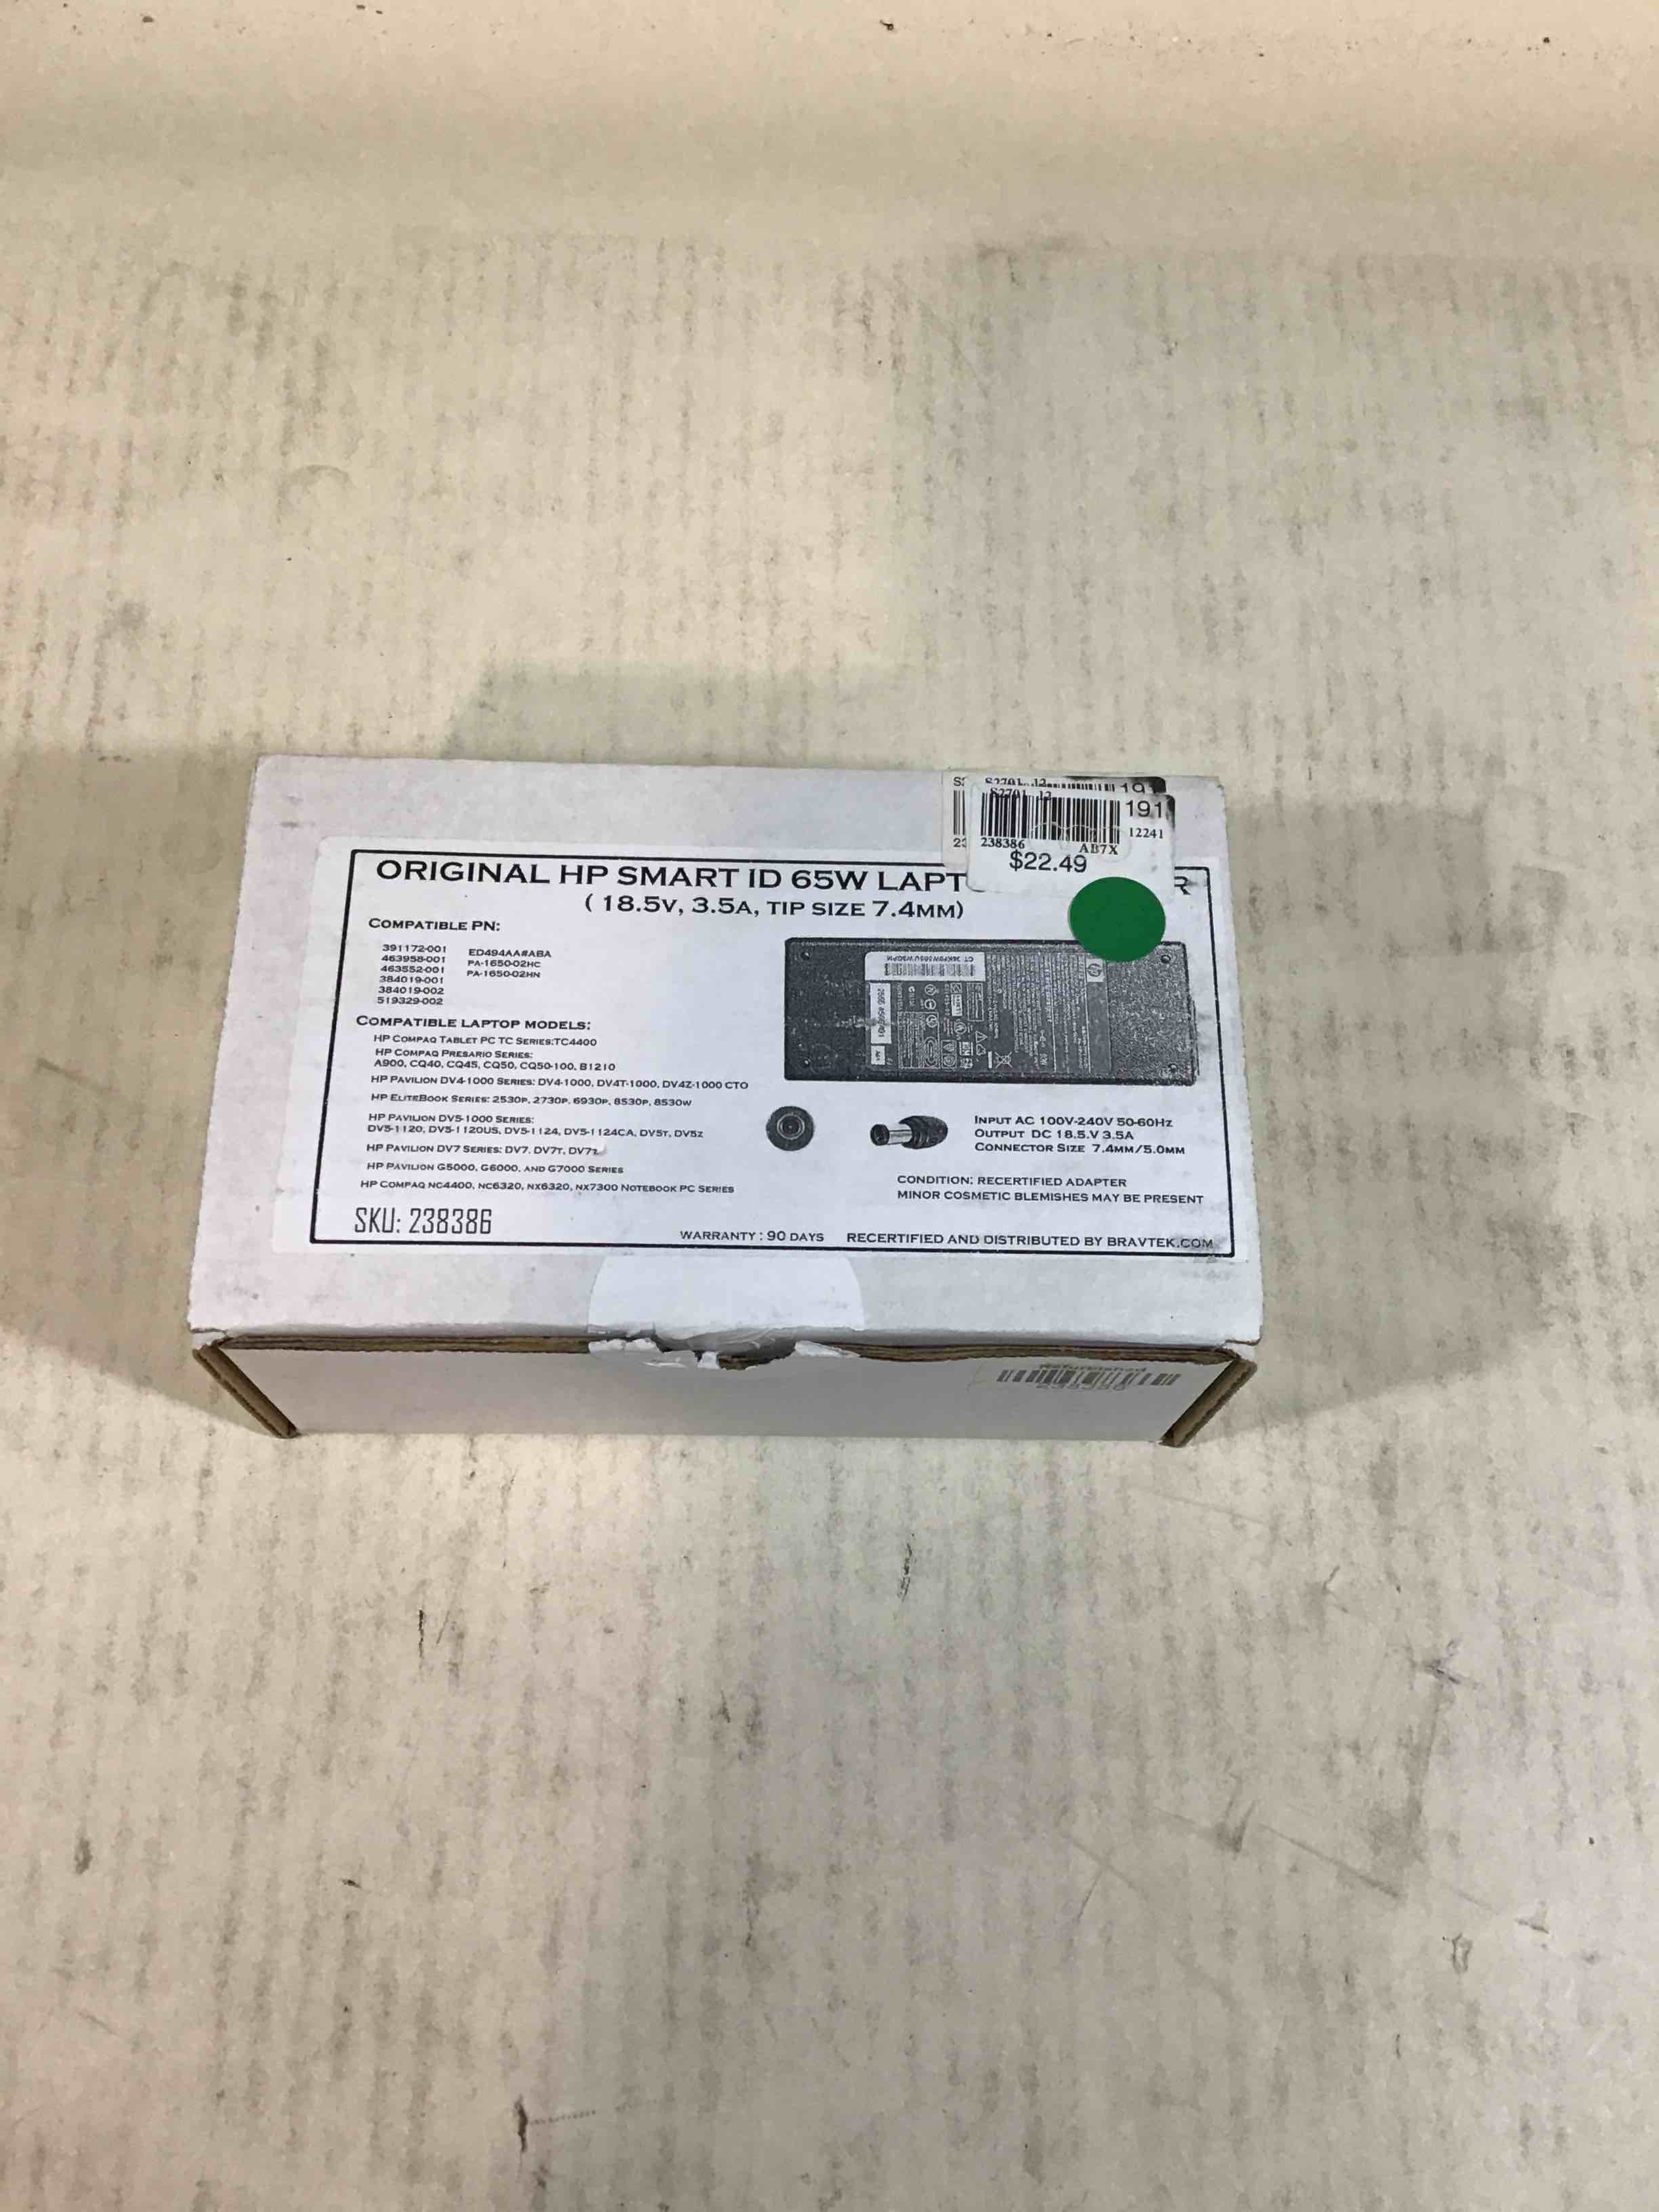 S2701 12
191
12241
238386
AB7X
$22.49
ORIGINAL HP SMART ID 65W LAPT R
( 18.5V, 3.5A, TIP SIZE 7.4MM)
COMPATIBLE PN:
391172-001 ED494AA#ABA
463958-001 PA-1650-02HC
463552-001 PA-1650-02HN
384019-001
384019-002
519329-002
COMPATIBLE LAPTOP MODELS:
HP COMPAQ TABLET PC TC SERIES:TC4400
HP COMPAQ PRESARIO SERIES:
A900, CQ40, CQ45, CQ50, CQ50-100, B1210
HP PAVILION DV4-1000 SERIES: DV4-1000, DV4T-1000, DV4Z-1000 CTO
HP ELITEBOOK SERIES: 2530P, 2730P, 6930P, 8530P, 8530W
HP PAVILION DV5-1000 SERIES:
DV5-1120, DV5-1120US, DV5-1124, DV5-1124CA, DV5T, DV5Z
HP PAVILION DV7 SERIES: DV7, DV7T, DV7Z
HP PAVILION G5000, G6000, AND G7000 SERIES
HP COMPAQ NC4400, NC6320, NX6320, NX7300 NOTEBOOK PC SERIES
INPUT AC 100V-240V 50-60HZ
OUTPUT DC 18.5.V 3.5A
CONNECTOR SIZE 7.4MM/5.0MM
CONDITION: RECERTIFIED ADAPTER
MINOR COSMETIC BLEMISHES MAY BE PRESENT
SKU: 238386
WARRANTY : 90 DAYS RECERTIFIED AND DISTRIBUTED BY BRAVTEK.COM
Refurbished
238386